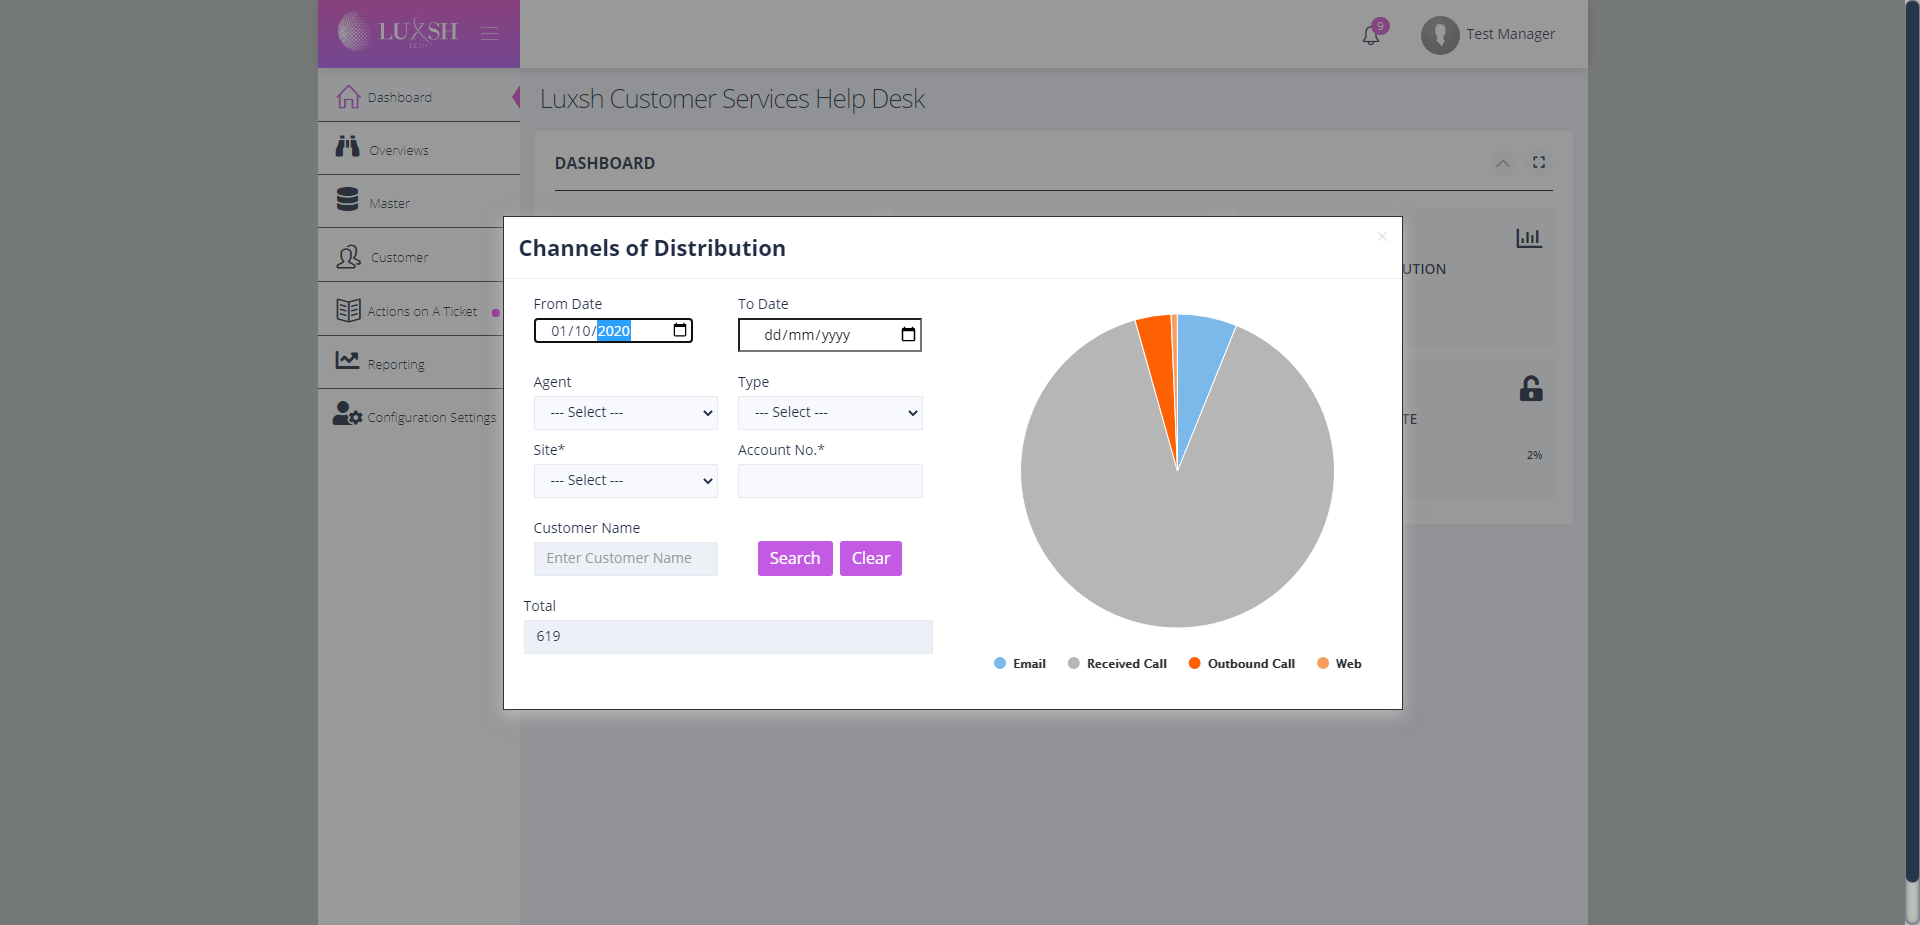 LUXSH
9
Test Manager
Dashboard
Overviews
Master
Customer
Actions on A Ticket
Reporting
Configuration Settings
Luxsh Customer Services Help Desk
DASHBOARD
UTION
TE
2%
Channels of Distribution
×
From Date
To Date
01/10/2020
dd/mm/yyyy
Agent
Type
--- Select ---
--- Select ---
Site*
Account No.*
--- Select ---
Customer Name
Enter Customer Name
Search
Clear
Total
619
Email
Received Call
Outbound Call
Web